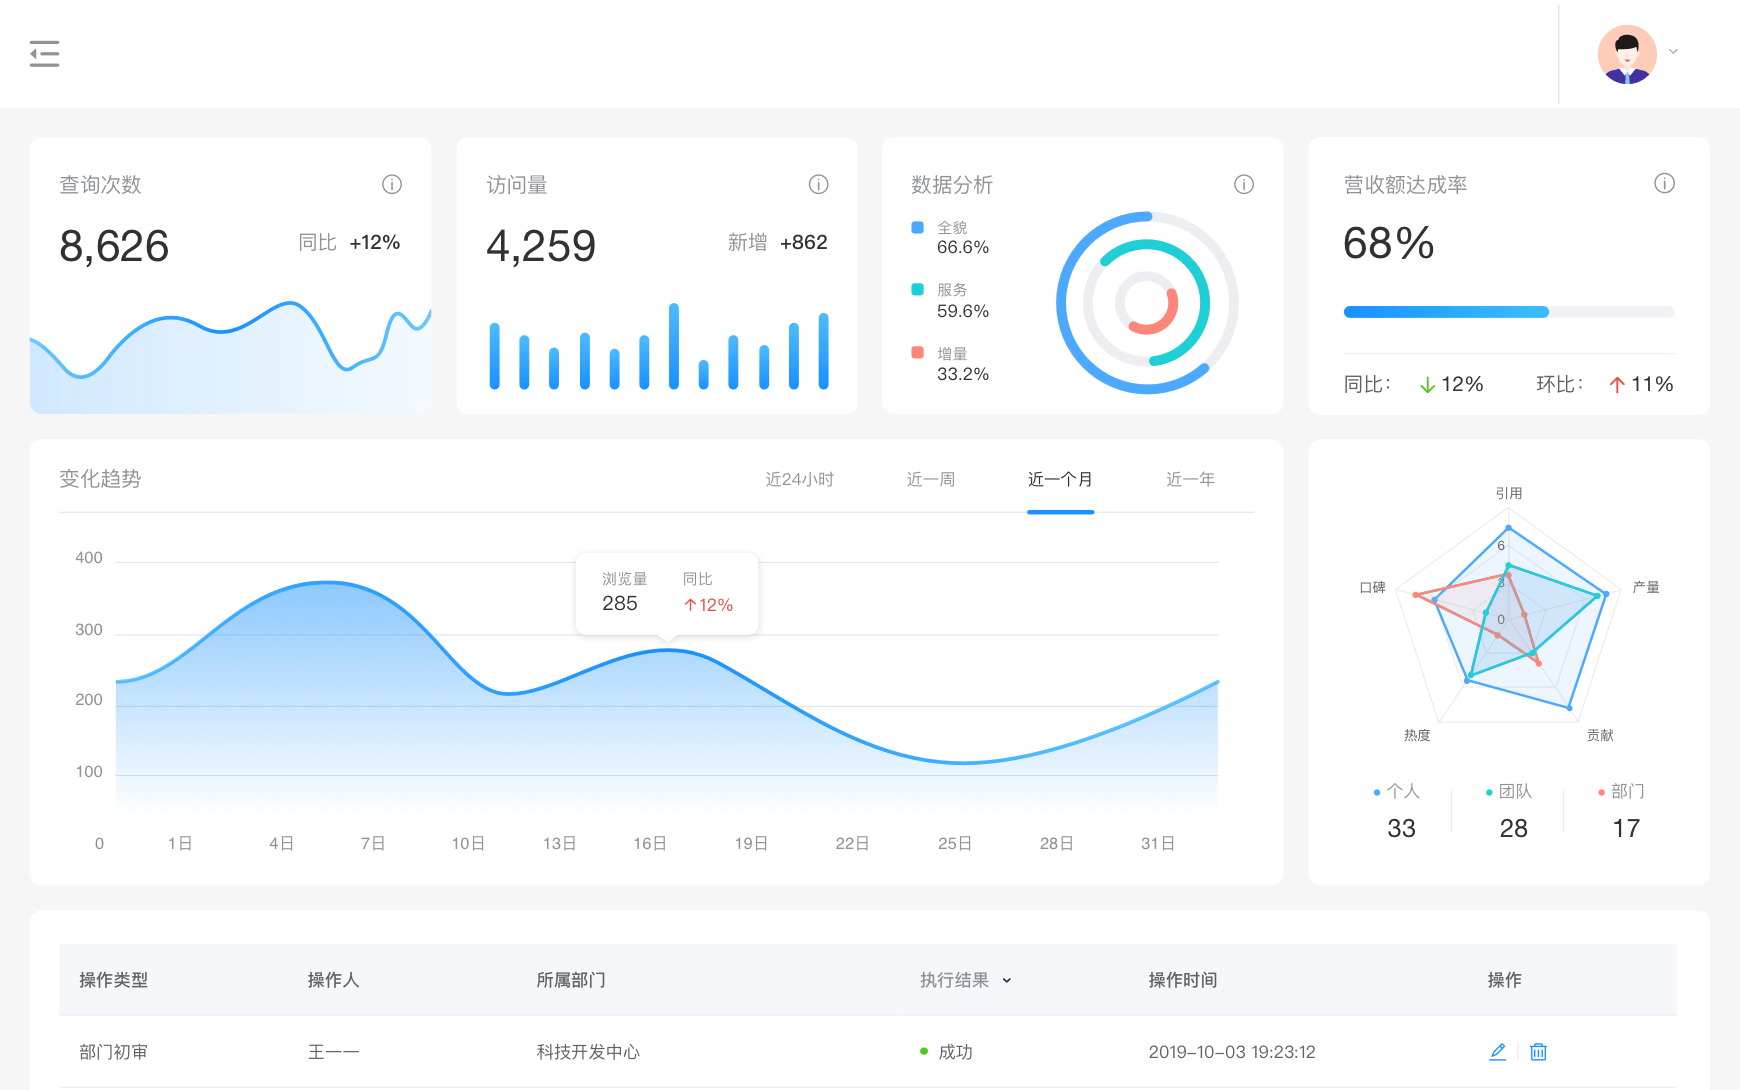 查询次数
8,626
同比 +12%
访问量
4,259
新增 +862
数据分析
全貌
66.6%
服务
59.6%
增量
33.2%
营收额达成率
68%
同比： 12% 环比： 11%
变化趋势
近24小时 近一周 近一个月 近一年
400
300
200
100
浏览量 同比
285 12%
0 1日 4日 7日 10日 13日 16日 19日 22日 25日 28日 31日
引用
6
3
0
口碑
产量
热度
贡献
个人 团队 部门
33 28 17
操作类型 操作人 所属部门 执行结果 操作时间 操作
部门初审 王一一 科技开发中心 成功 2019-10-03 19:23:12